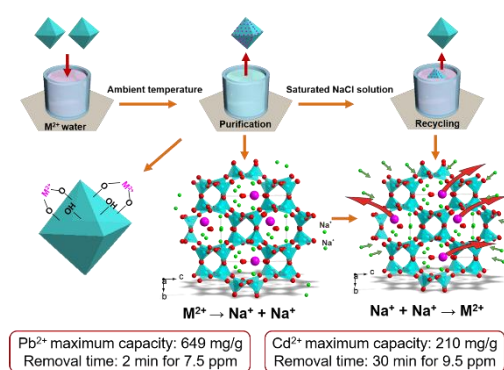 Ambient temperature
Saturated NaCl solution
M²⁺ water
Purification
Recycling
M²⁺
O
O
M²⁺
OH
OH
Na⁺
Na⁺
a
c
b
a
c
b
M²⁺ → Na⁺ + Na⁺
Na⁺ + Na⁺ → M²⁺
Pb²⁺ maximum capacity: 649 mg/g
Removal time: 2 min for 7.5 ppm
Cd²⁺ maximum capacity: 210 mg/g
Removal time: 30 min for 9.5 ppm